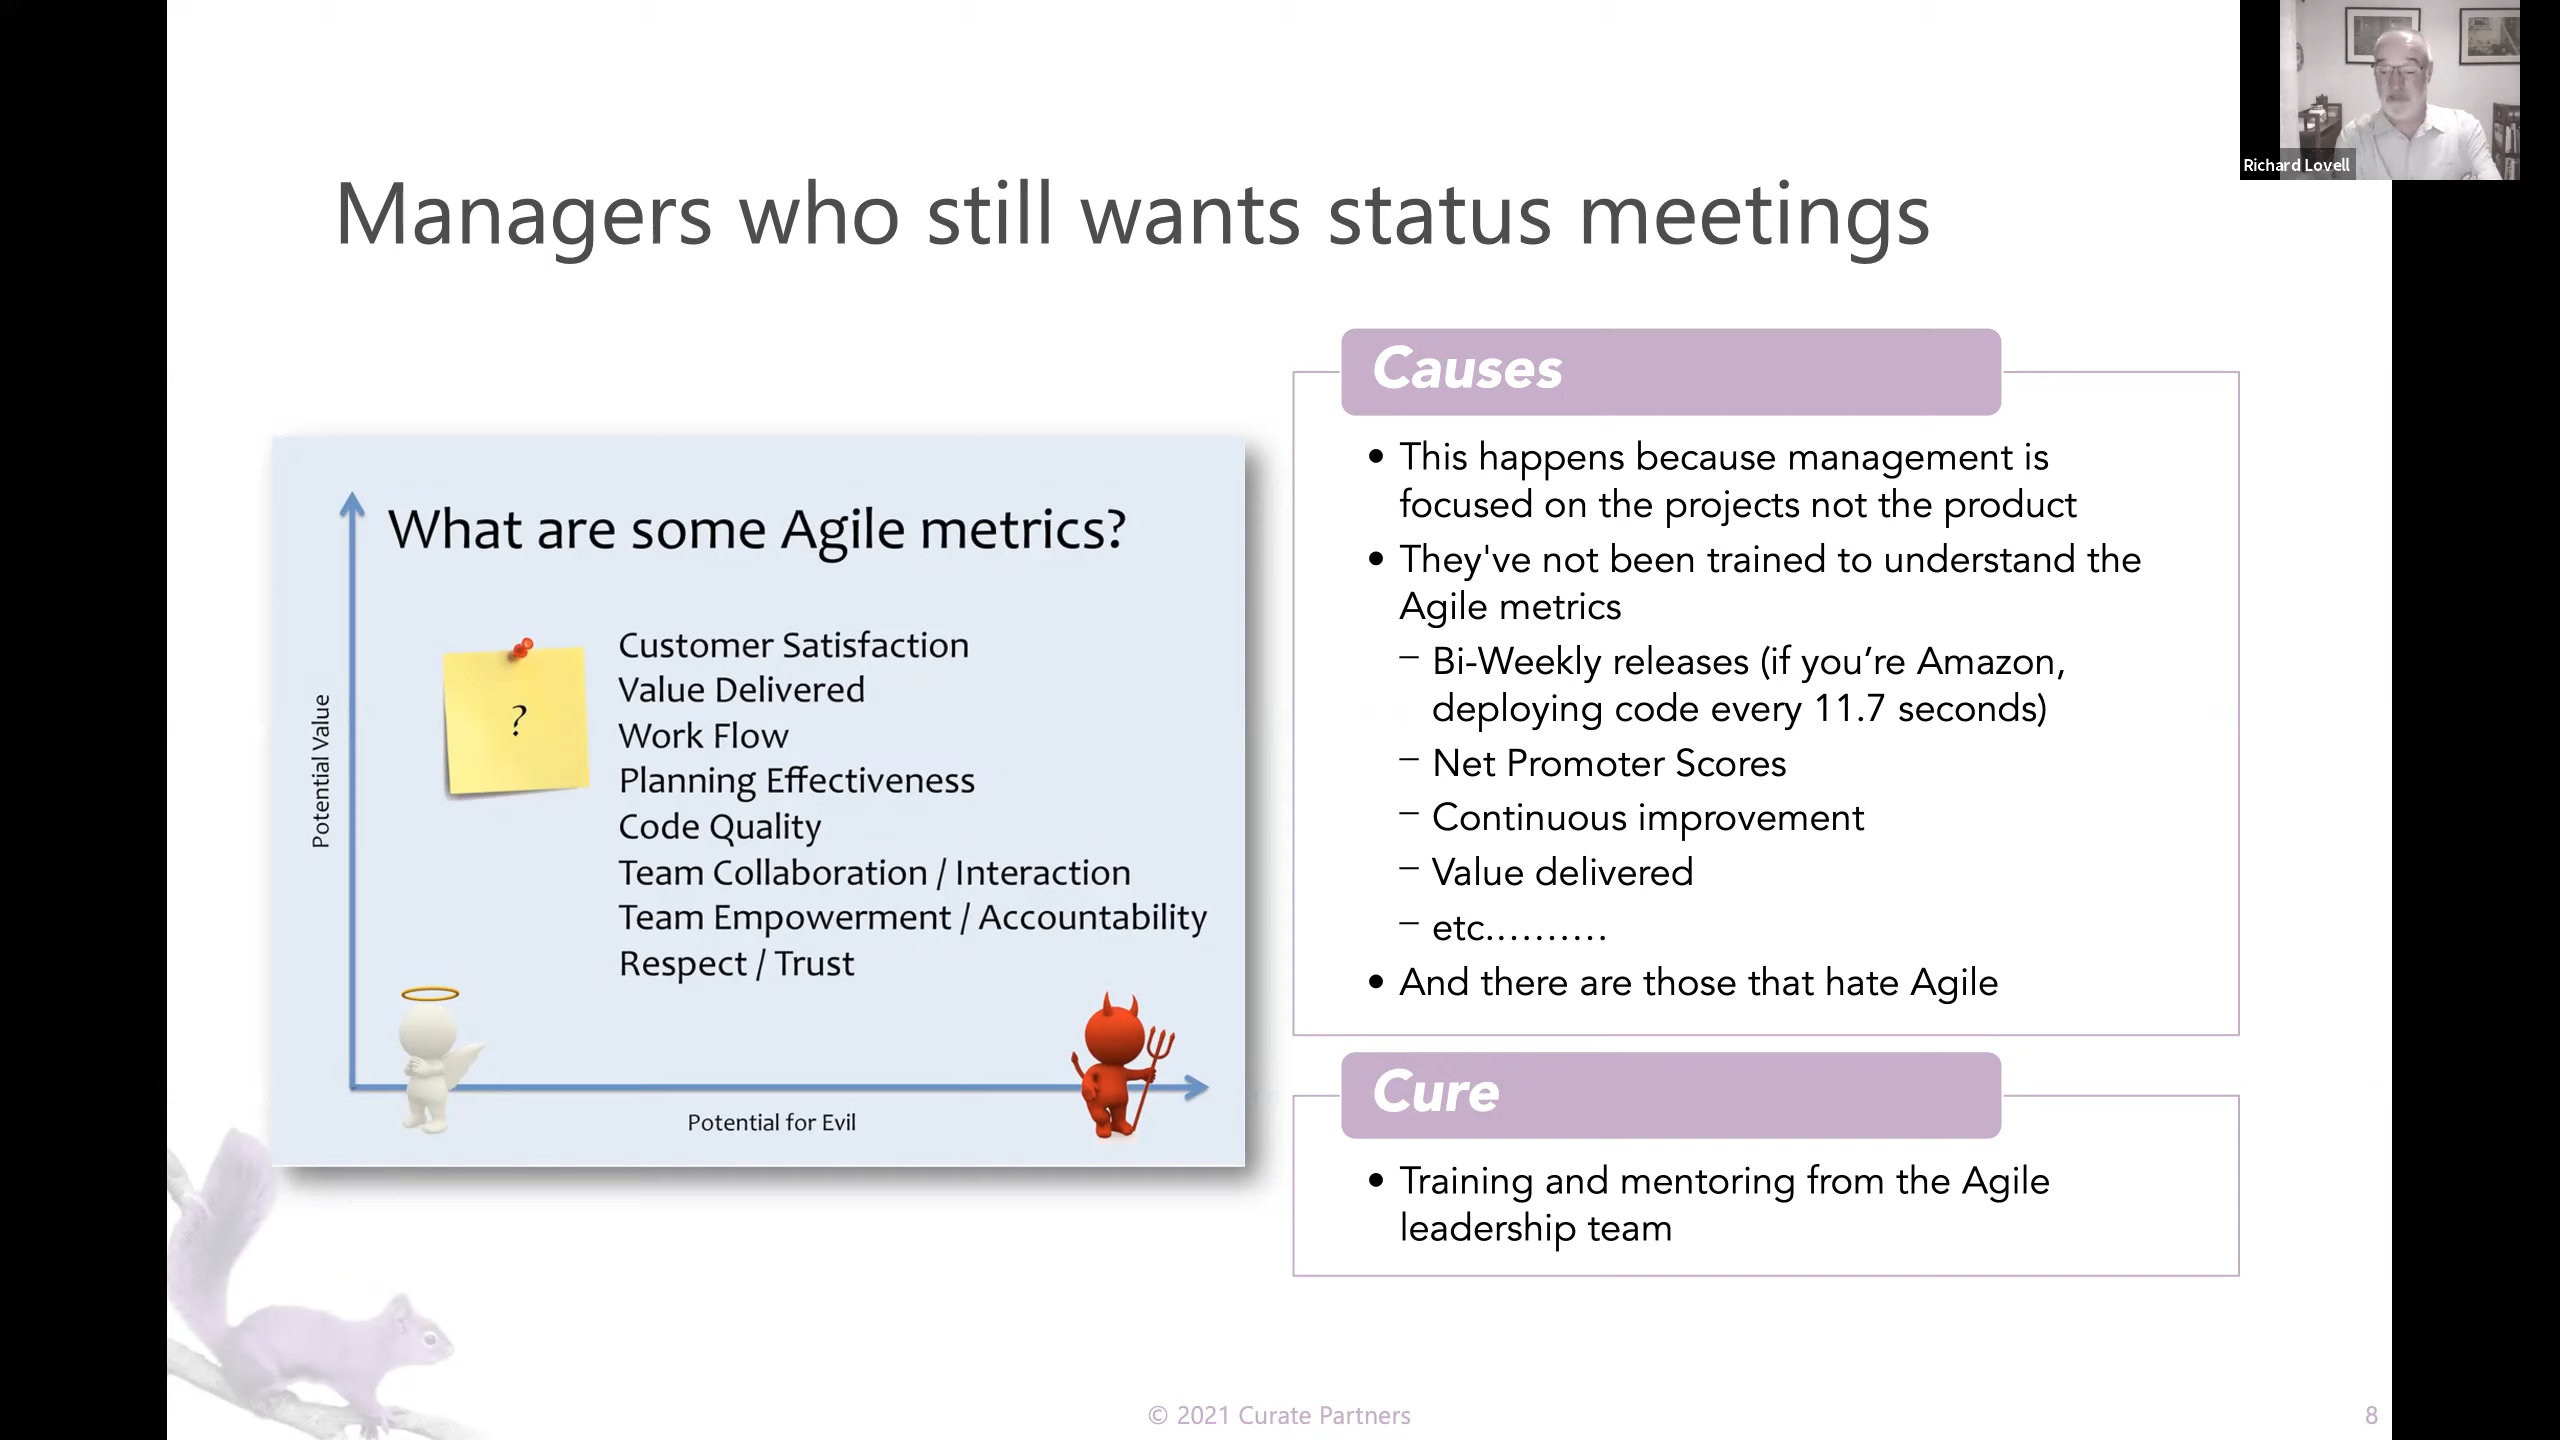 Richard Lovell
Managers who still wants status meetings
What are some Agile metrics?
Potential Value
?
Customer Satisfaction
Value Delivered
Work Flow
Planning Effectiveness
Code Quality
Team Collaboration / Interaction
Team Empowerment / Accountability
Respect / Trust
Potential for Evil
Causes
• This happens because management is
focused on the projects not the product
• They've not been trained to understand the
Agile metrics
– Bi-Weekly releases (if you’re Amazon,
deploying code every 11.7 seconds)
– Net Promoter Scores
– Continuous improvement
– Value delivered
– etc……….
• And there are those that hate Agile
Cure
• Training and mentoring from the Agile
leadership team
© 2021 Curate Partners
8